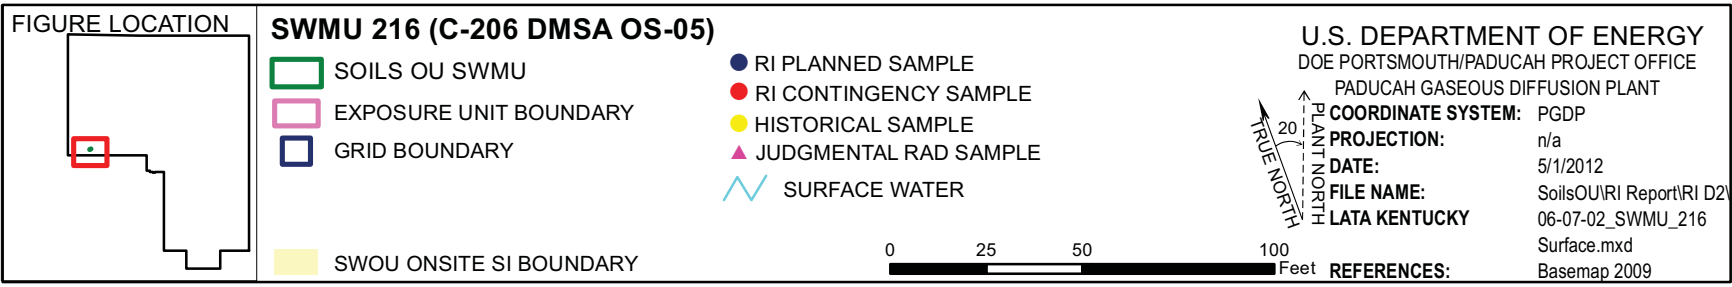 FIGURE LOCATION
SWMU 216 (C-206 DMSA OS-05)
SOILS OU SWMU
EXPOSURE UNIT BOUNDARY
GRID BOUNDARY
SWOU ONSITE SI BOUNDARY
RI PLANNED SAMPLE
RI CONTINGENCY SAMPLE
HISTORICAL SAMPLE
JUDGMENTAL RAD SAMPLE
SURFACE WATER
0 25 50 100
Feet
TRUE NORTH
20
PLANT NORTH
U.S. DEPARTMENT OF ENERGY
DOE PORTSMOUTH/PADUCAH PROJECT OFFICE
PADUCAH GASEOUS DIFFUSION PLANT
COORDINATE SYSTEM: PGDP
PROJECTION: n/a
DATE: 5/1/2012
FILE NAME: SoilsOU\RI Report\RI D2\
LATA KENTUCKY 06-07-02_SWMU_216
Surface.mxd
REFERENCES: Basemap 2009